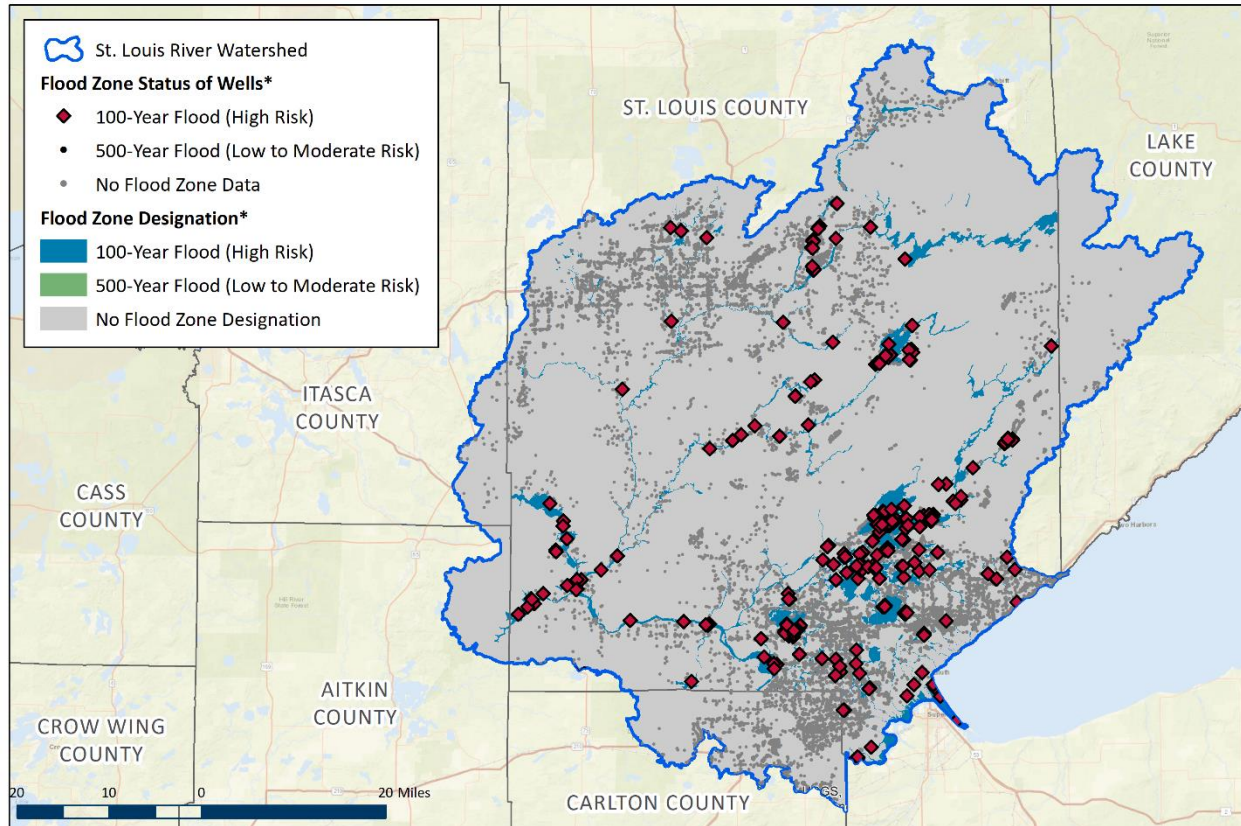 St. Louis River Watershed
Flood Zone Status of Wells*
100-Year Flood (High Risk)
500-Year Flood (Low to Moderate Risk)
No Flood Zone Data
Flood Zone Designation*
100-Year Flood (High Risk)
500-Year Flood (Low to Moderate Risk)
No Flood Zone Designation
ST. LOUIS COUNTY
LAKE
COUNTY
ITASCA
COUNTY
CASS
COUNTY
AITKIN
COUNTY
CROW WING
COUNTY
CARLTON COUNTY
20 10 0 20 Miles